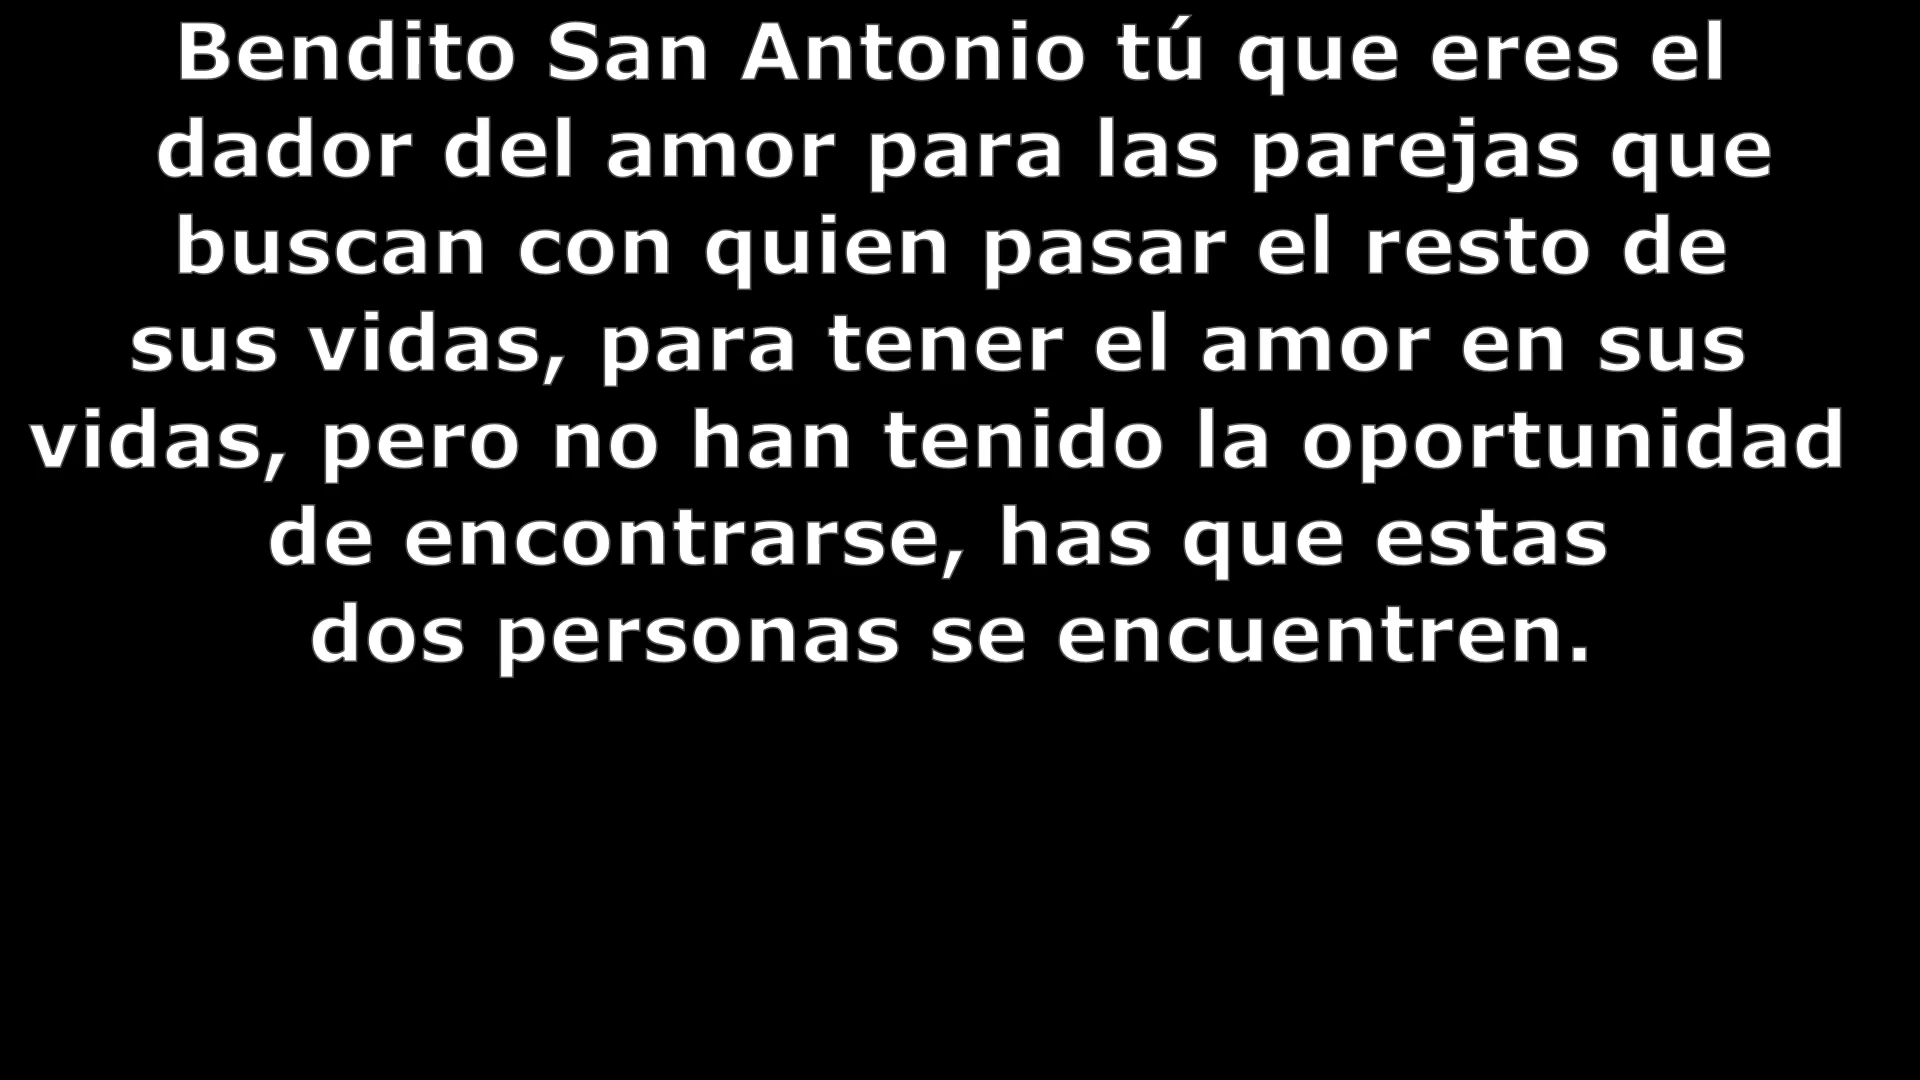 Bendito San Antonio tú que eres el
dador del amor para las parejas que
buscan con quien pasar el resto de
sus vidas, para tener el amor en sus
vidas, pero no han tenido la oportunidad
de encontrarse, has que estas
dos personas se encuentren.